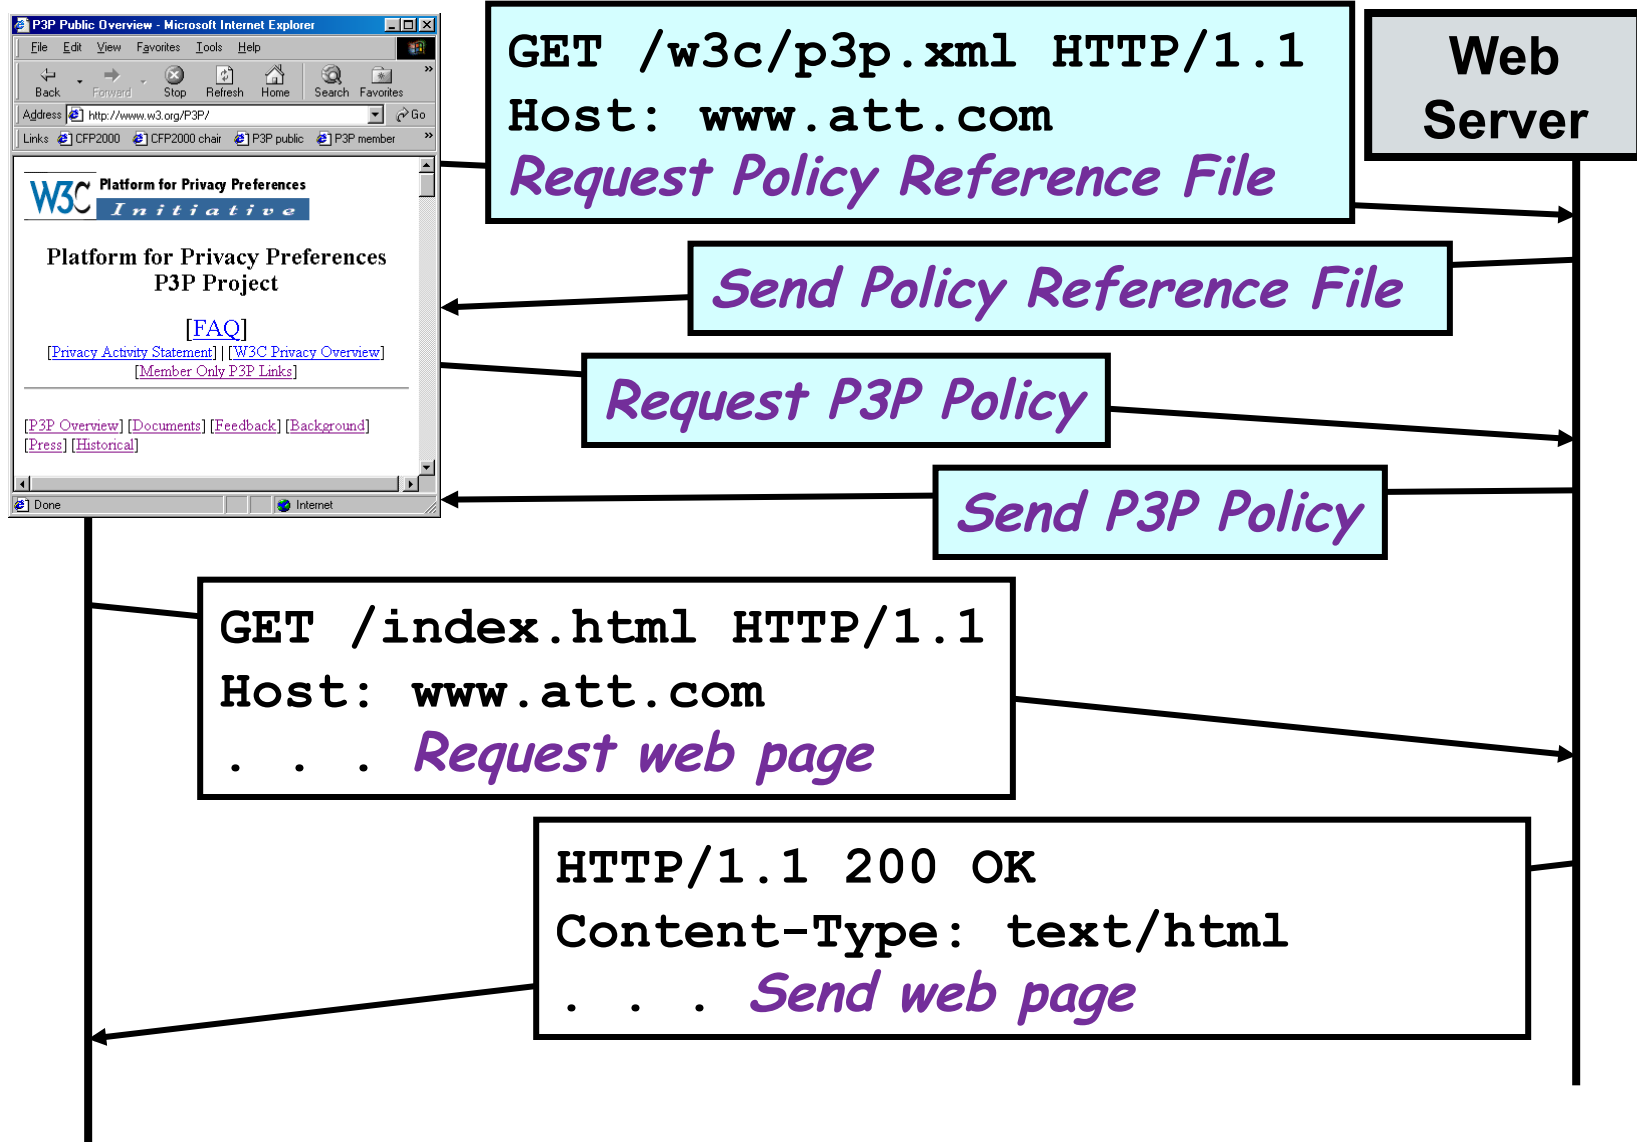 P3P Public Overview - Microsoft Internet Explorer
File Edit View Favorites Tools Help
Back Forward Stop Refresh Home Search Favorites »
Address http://www.w3.org/P3P/ Go
Links CFP2000 CFP2000 chair P3P public P3P member »
W3C Platform for Privacy Preferences
Initiative
Platform for Privacy Preferences
P3P Project
[FAQ]
[Privacy Activity Statement] | [W3C Privacy Overview]
[Member Only P3P Links]
[P3P Overview] [Documents] [Feedback] [Background]
[Press] [Historical]
Done Internet
GET /w3c/p3p.xml HTTP/1.1
Host: www.att.com
Request Policy Reference File
Web
Server
Send Policy Reference File
Request P3P Policy
Send P3P Policy
GET /index.html HTTP/1.1
Host: www.att.com
. . . Request web page
HTTP/1.1 200 OK
Content-Type: text/html
. . . Send web page